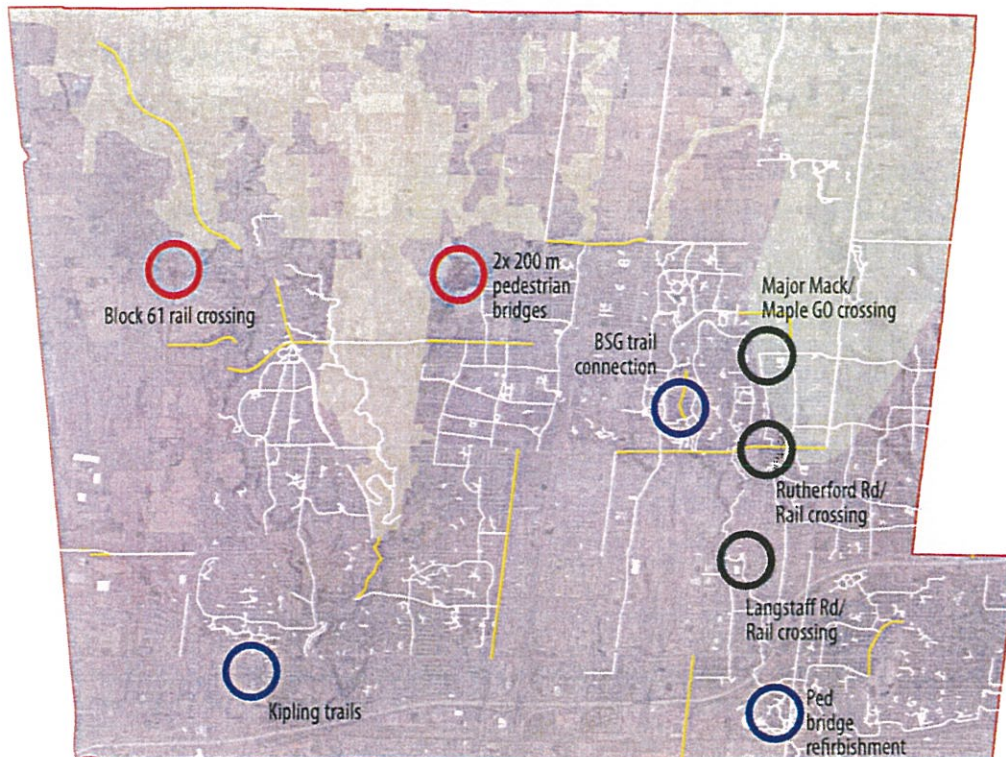 Block 61 rail crossing
2x 200 m
pedestrian
bridges
Major Mack/
Maple GO crossing
BSG trail
connection
Rutherford Rd/
Rail crossing
Langstaff Rd/
Rail crossing
Kipling trails
Ped
bridge
refirbishment